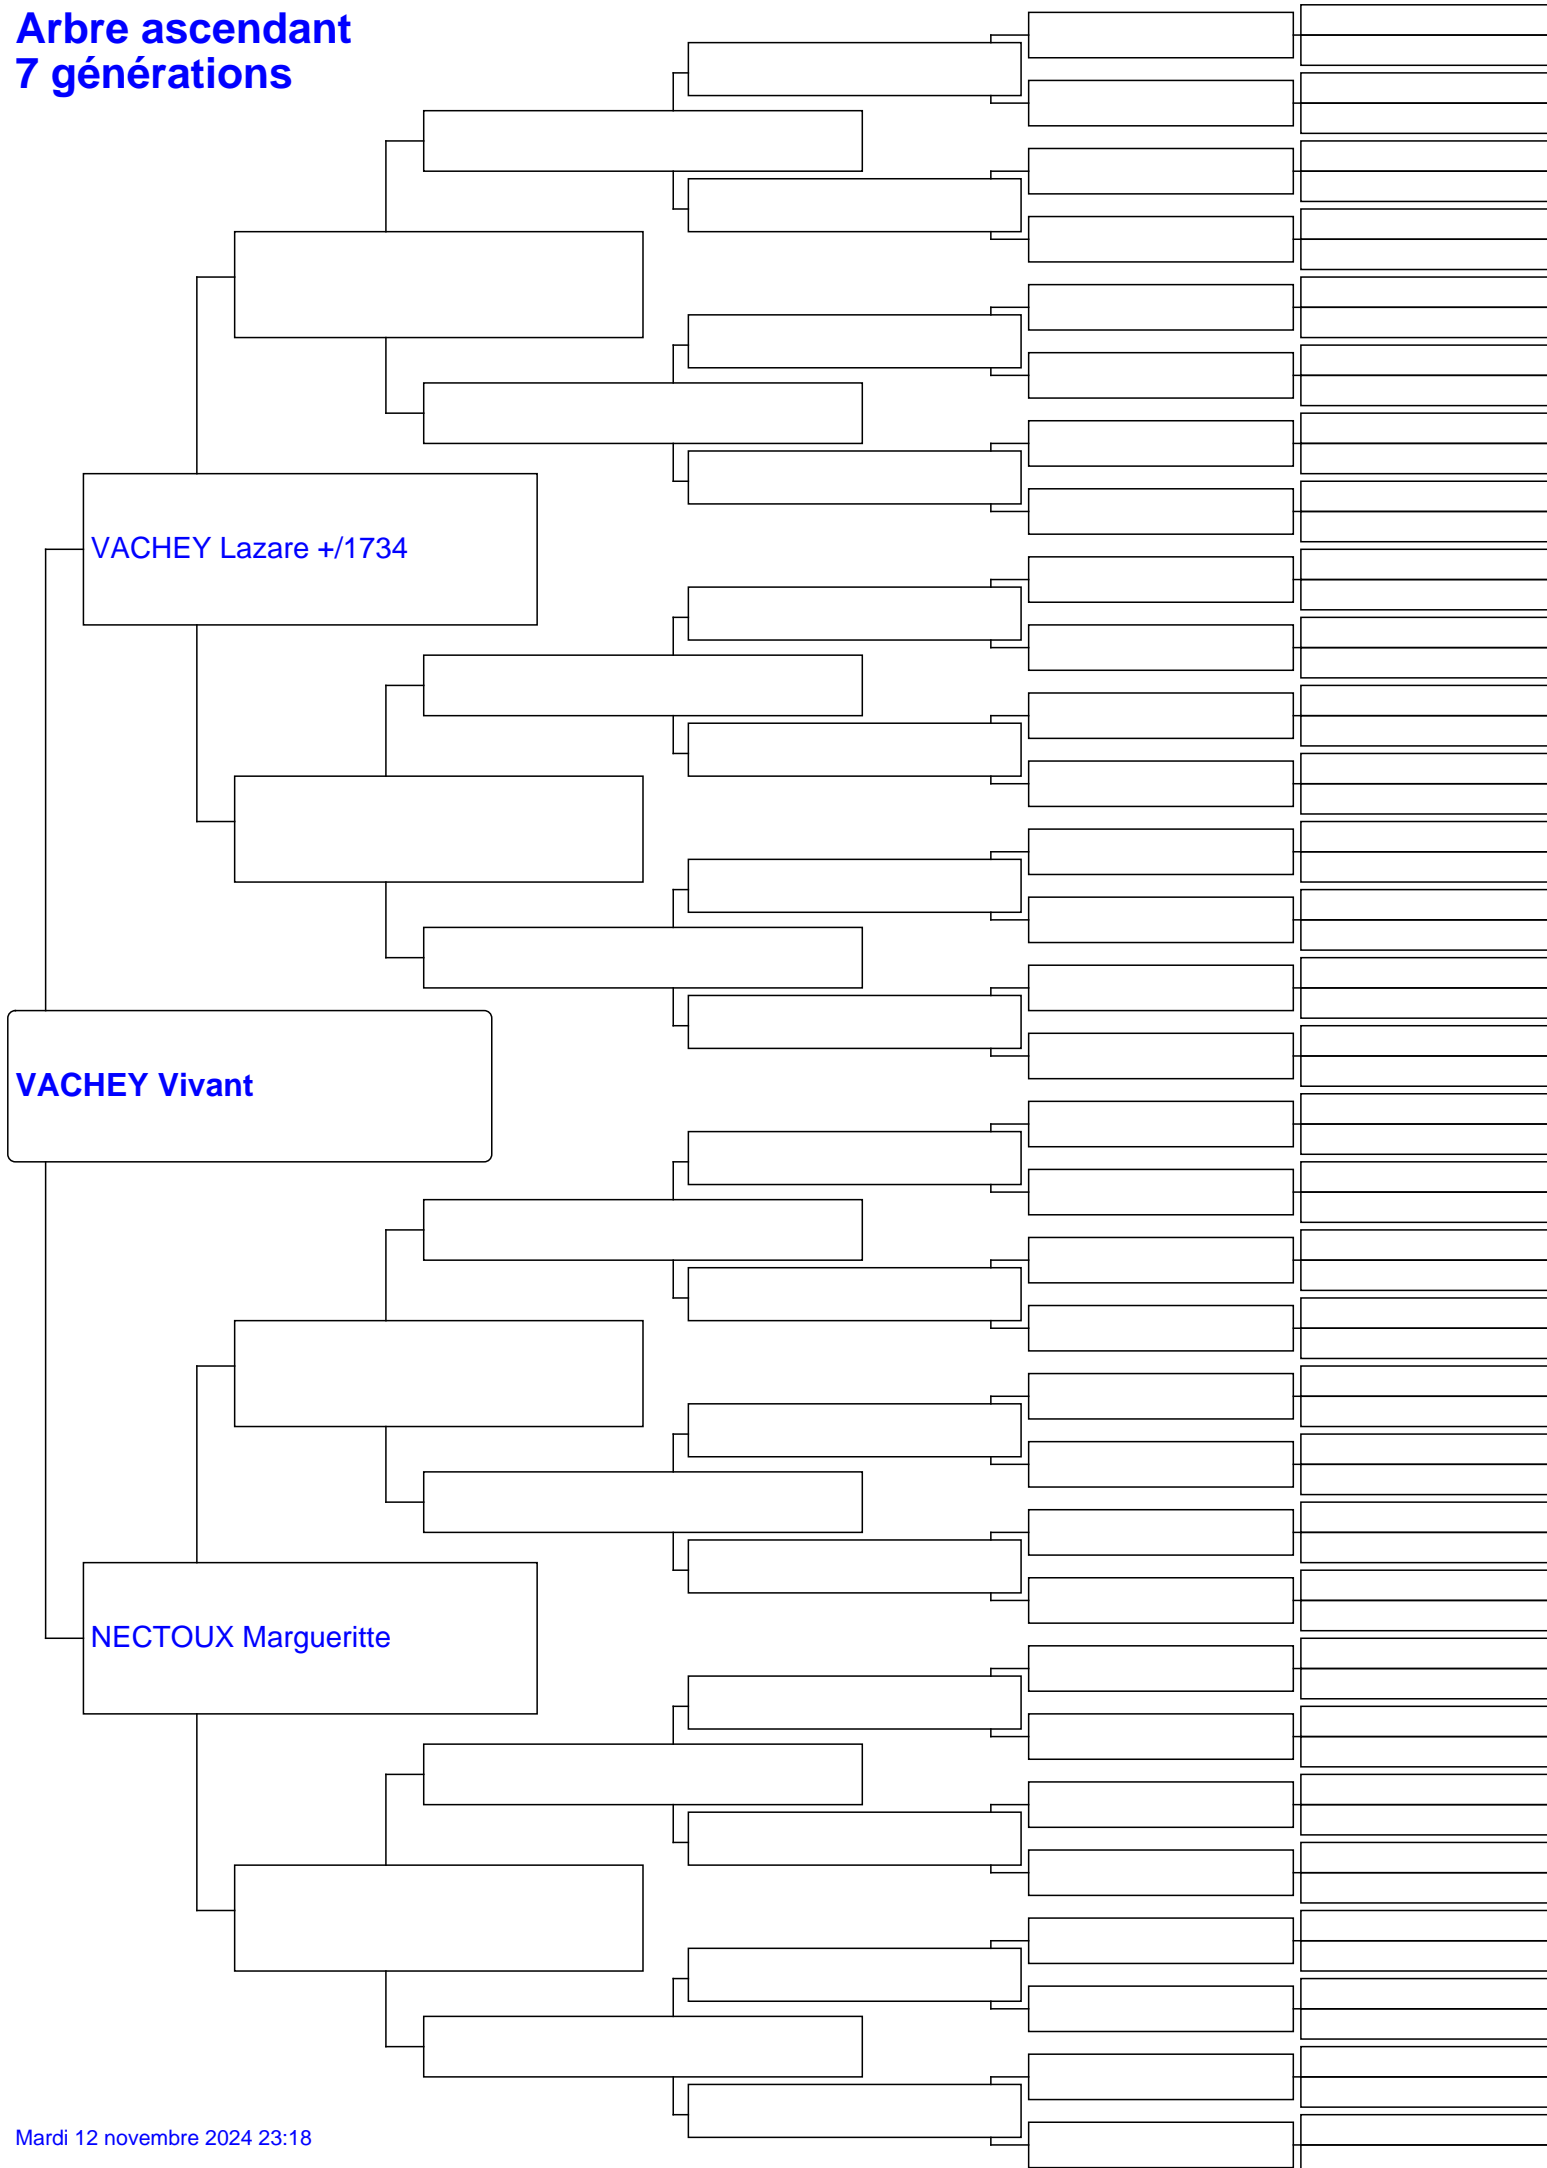 Arbre ascendant
7 générations
VACHEY Lazare +/1734
VACHEY Vivant
NECTOUX Margueritte
Mardi 12 novembre 2024 23:18